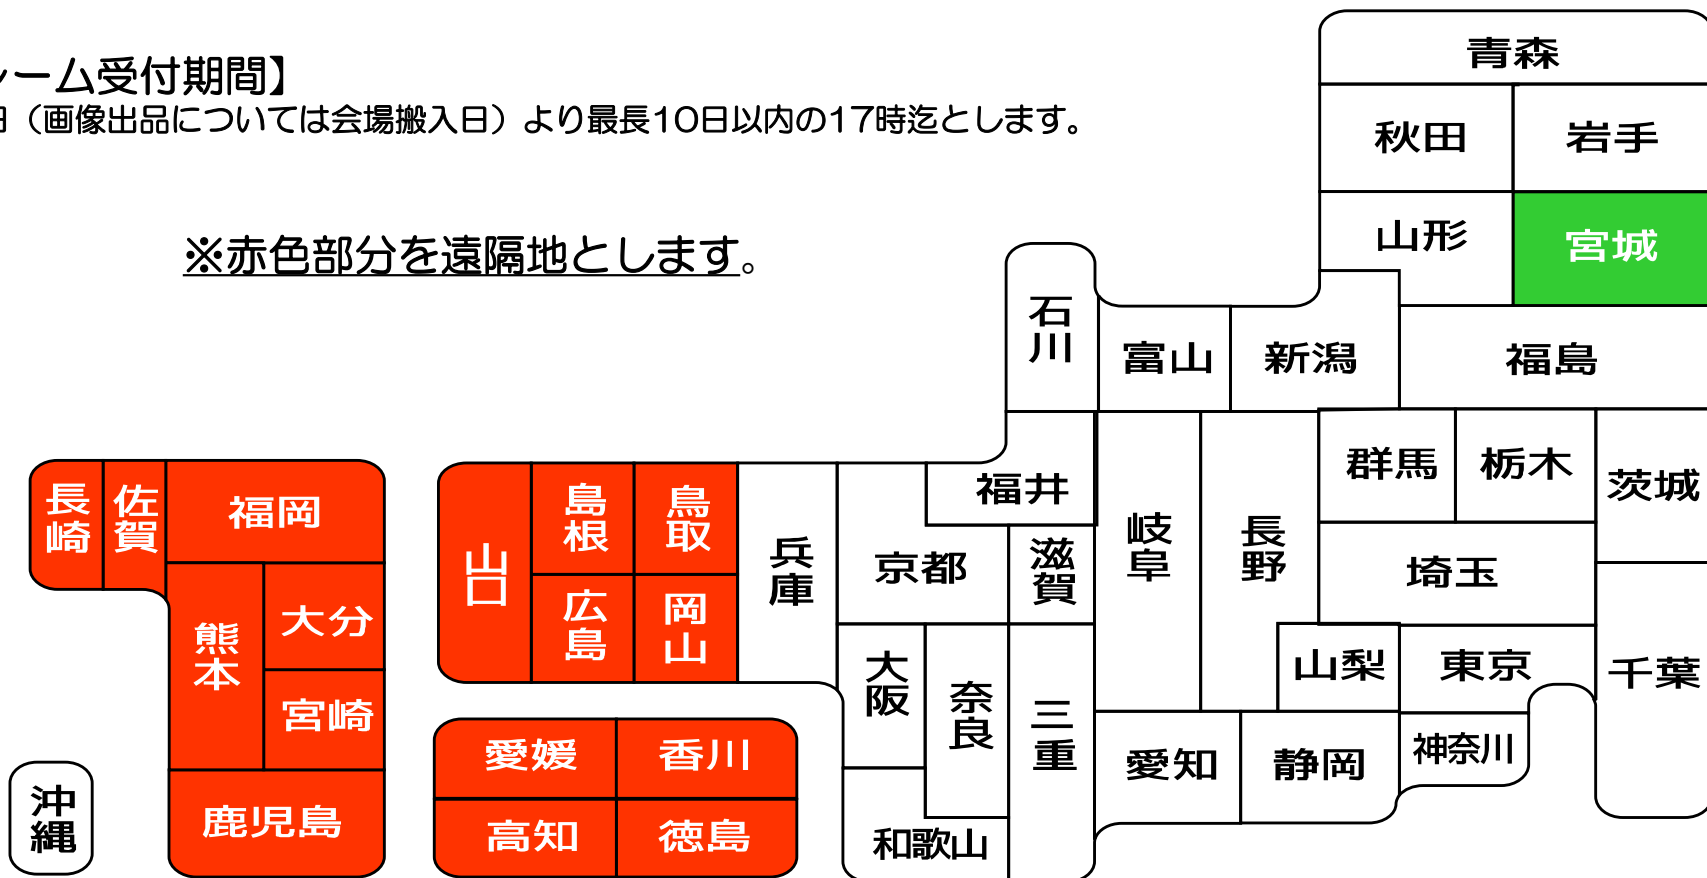 ーム受付期間】
日（画像出品については会場搬入日）より最長10日以内の17時迄とします。
※赤色部分を遠隔地とします。
青森
秋田
岩手
山形
宮城
石川
富山
新潟
福島
群馬
栃木
茨城
福井
長崎
佐賀
福岡
山口
島根
鳥取
兵庫
京都
滋賀
岐阜
長野
埼玉
熊本
大分
広島
岡山
大阪
奈良
三重
山梨
東京
千葉
宮崎
愛媛
香川
愛知
静岡
神奈川
沖縄
鹿児島
高知
徳島
和歌山